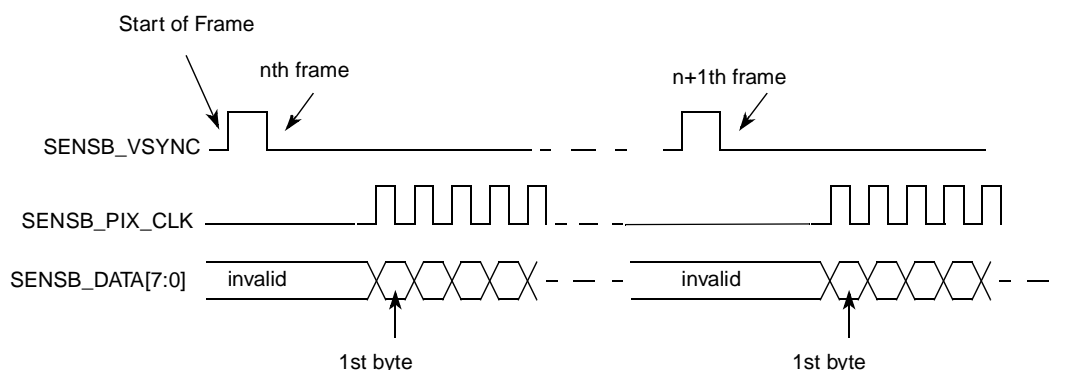 Start of Frame
nth frame
n+1th frame
SENSB_VSYNC
SENSB_PIX_CLK
SENSB_DATA[7:0]
invalid
invalid
1st byte
1st byte